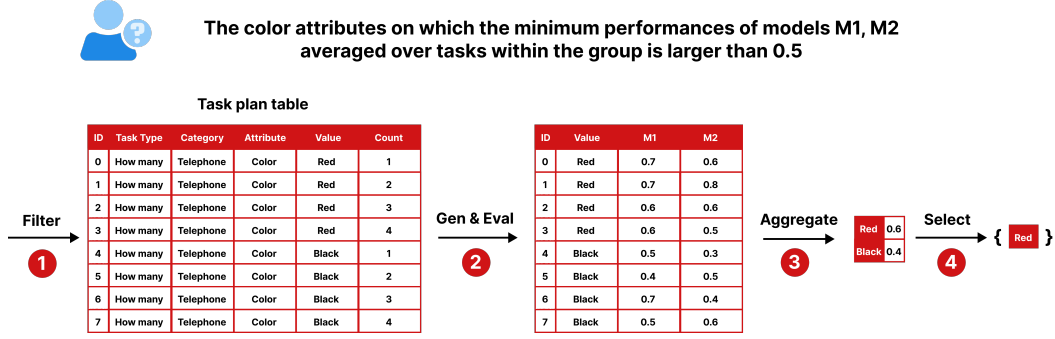 ?
The color attributes on which the minimum performances of models M1, M2
averaged over tasks within the group is larger than 0.5
Task plan table
ID Task Type Category Attribute Value Count
0 How many Telephone Color Red 1
1 How many Telephone Color Red 2
2 How many Telephone Color Red 3
3 How many Telephone Color Red 4
4 How many Telephone Color Black 1
5 How many Telephone Color Black 2
6 How many Telephone Color Black 3
7 How many Telephone Color Black 4
Filter
1
Gen & Eval
2
ID Value M1 M2
0 Red 0.7 0.6
1 Red 0.7 0.8
2 Red 0.6 0.6
3 Red 0.6 0.5
4 Black 0.5 0.3
5 Black 0.4 0.5
6 Black 0.7 0.4
7 Black 0.5 0.6
Aggregate
3
Red 0.6
Black 0.4
Select
4
{ Red }